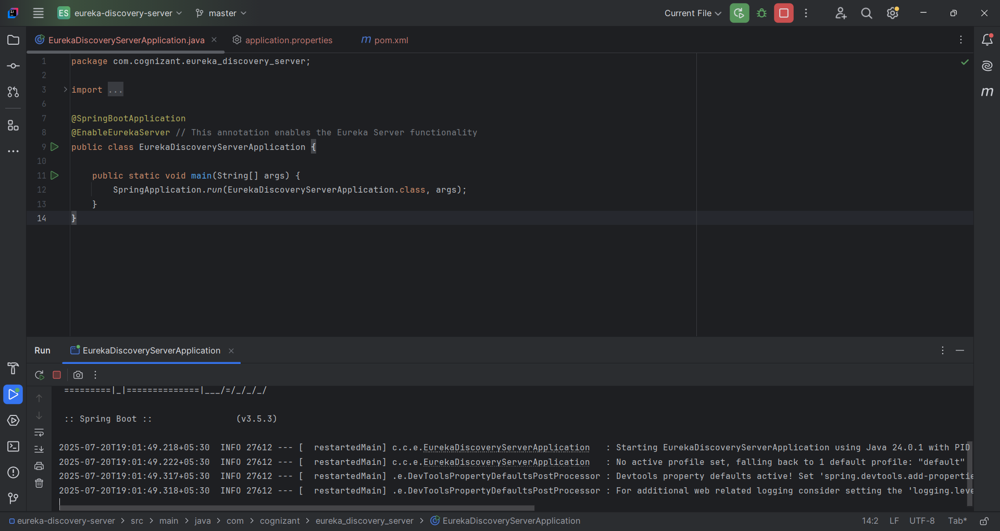 ES eureka-discovery-server master Current File
EurekaDiscoveryServerApplication.java application.properties m pom.xml
1 package com.cognizant.eureka_discovery_server;
2
3 import ...
6
7 @SpringBootApplication
8 @EnableEurekaServer // This annotation enables the Eureka Server functionality
9 public class EurekaDiscoveryServerApplication {
10
11 public static void main(String[] args) {
12 SpringApplication.run(EurekaDiscoveryServerApplication.class, args);
13 }
14 }
Run EurekaDiscoveryServerApplication
=========|_|==============|___/=/_/_/_/
:: Spring Boot :: (v3.5.3)
2025-07-20T19:01:49.218+05:30 INFO 27612 --- [ restartedMain] c.c.e.EurekaDiscoveryServerApplication : Starting EurekaDiscoveryServerApplication using Java 24.0.1 with PID
2025-07-20T19:01:49.222+05:30 INFO 27612 --- [ restartedMain] c.c.e.EurekaDiscoveryServerApplication : No active profile set, falling back to 1 default profile: "default"
2025-07-20T19:01:49.317+05:30 INFO 27612 --- [ restartedMain] .e.DevToolsPropertyDefaultsPostProcessor : Devtools property defaults active! Set 'spring.devtools.add-propertie
2025-07-20T19:01:49.318+05:30 INFO 27612 --- [ restartedMain] .e.DevToolsPropertyDefaultsPostProcessor : For additional web related logging consider setting the 'logging.leve
eureka-discovery-server > src > main > java > com > cognizant > eureka_discovery_server > EurekaDiscoveryServerApplication 14:2 LF UTF-8 Tab*